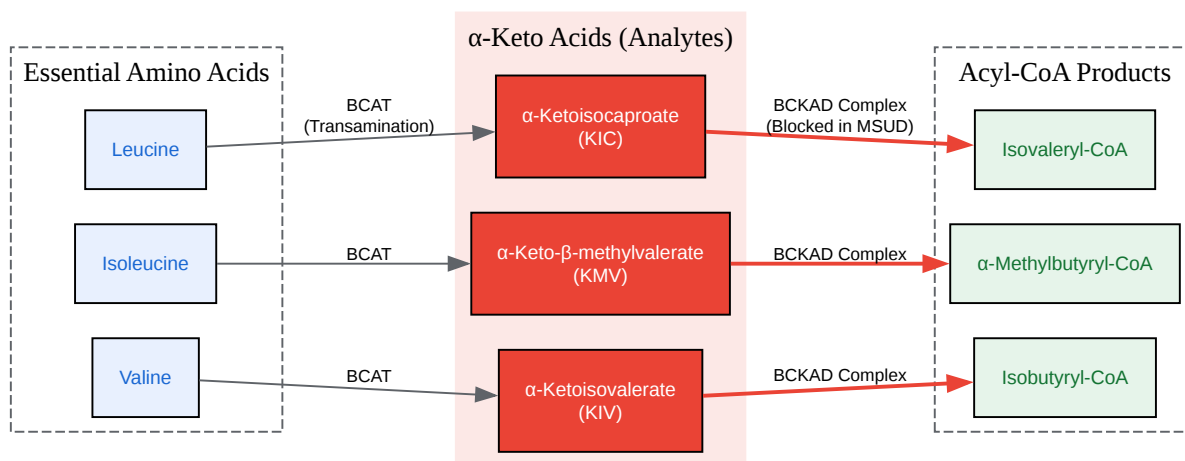 α-Keto Acids (Analytes)
Essential Amino Acids
Acyl-CoA Products
Leucine
BCAT
(Transamination)
α-Ketoisocaproate
(KIC)
BCKAD Complex
(Blocked in MSUD)
Isovaleryl-CoA
Isoleucine
BCAT
α-Keto-β-methylvalerate
(KMV)
BCKAD Complex
α-Methylbutyryl-CoA
Valine
BCAT
α-Ketoisovalerate
(KIV)
BCKAD Complex
Isobutyryl-CoA